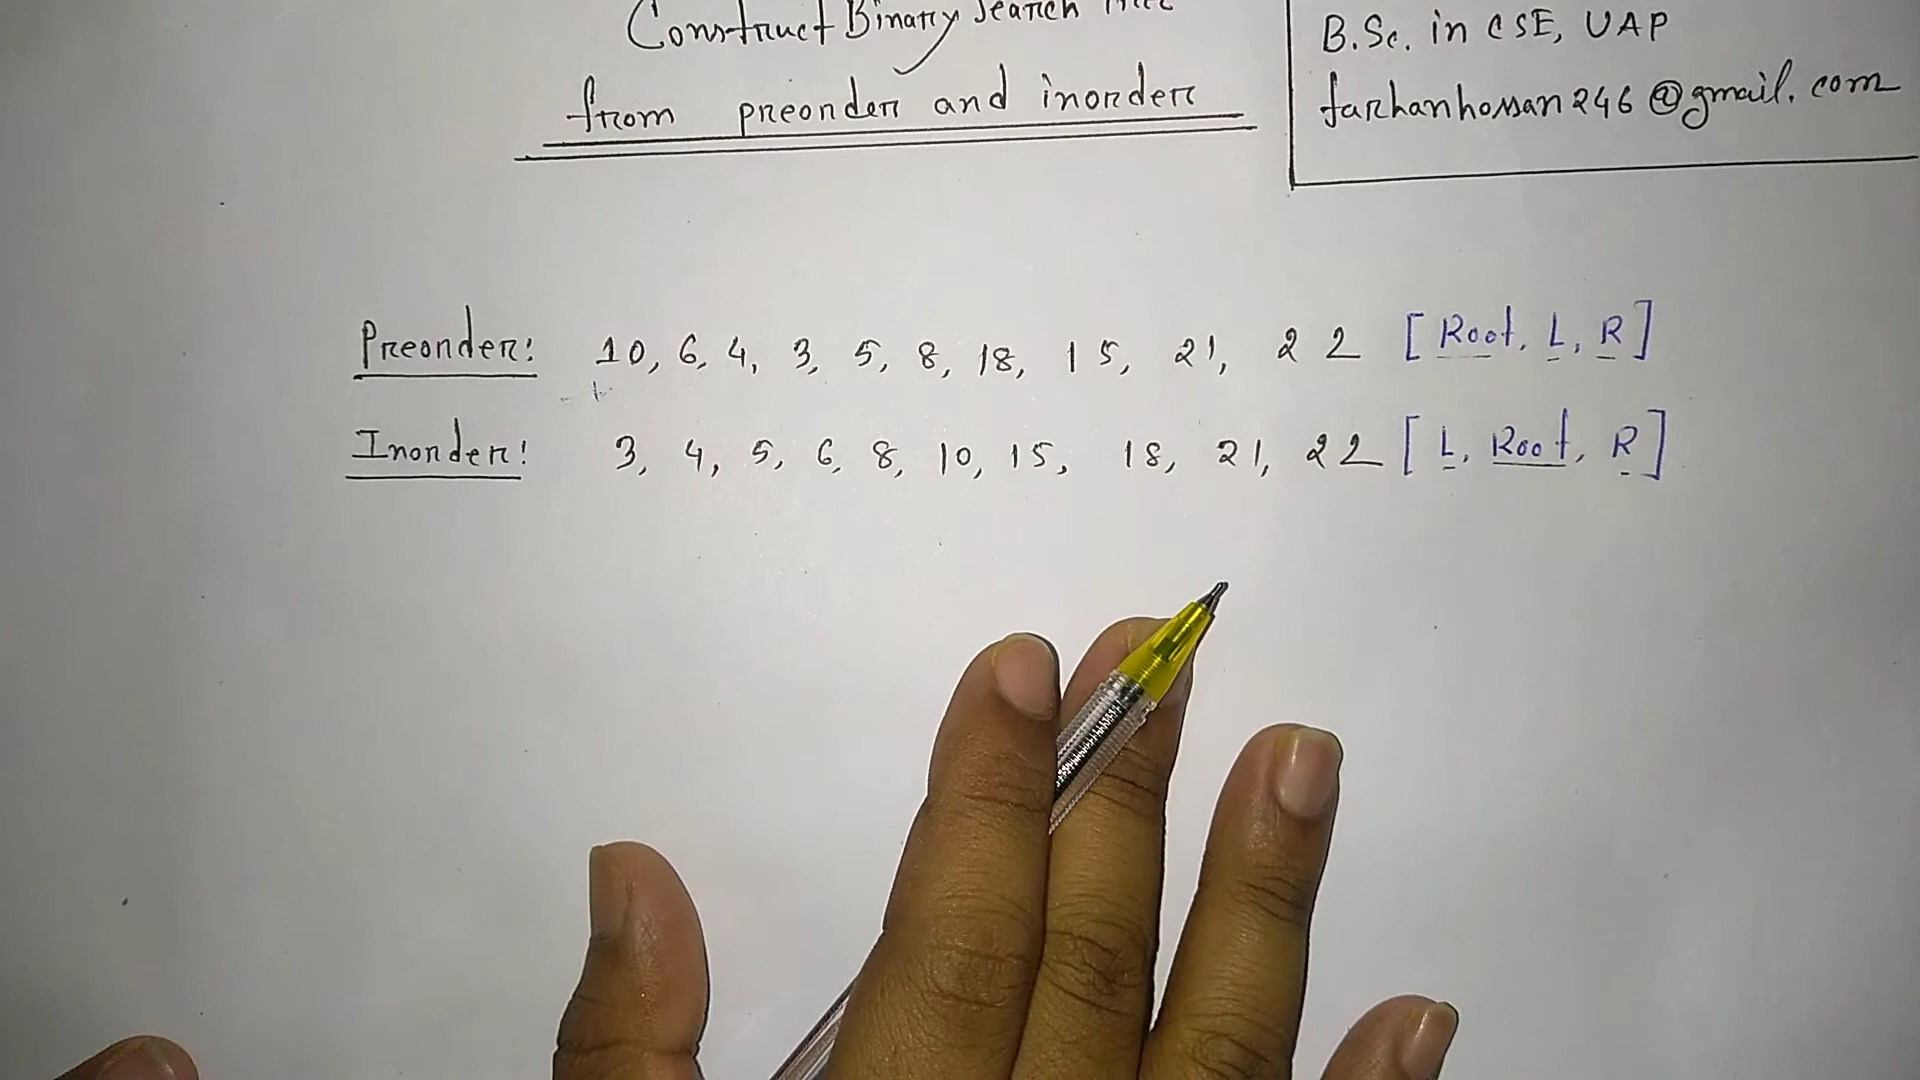 Construct Binary Search Tree
from preorder and inorder
B.Sc. in CSE, UAP
farhanhossan246@gmail.com
Preorder: 10, 6, 4, 3, 5, 8, 18, 15, 21, 22 [Root, L, R]
Inorder: 3, 4, 5, 6, 8, 10, 15, 18, 21, 22 [L, Root, R]